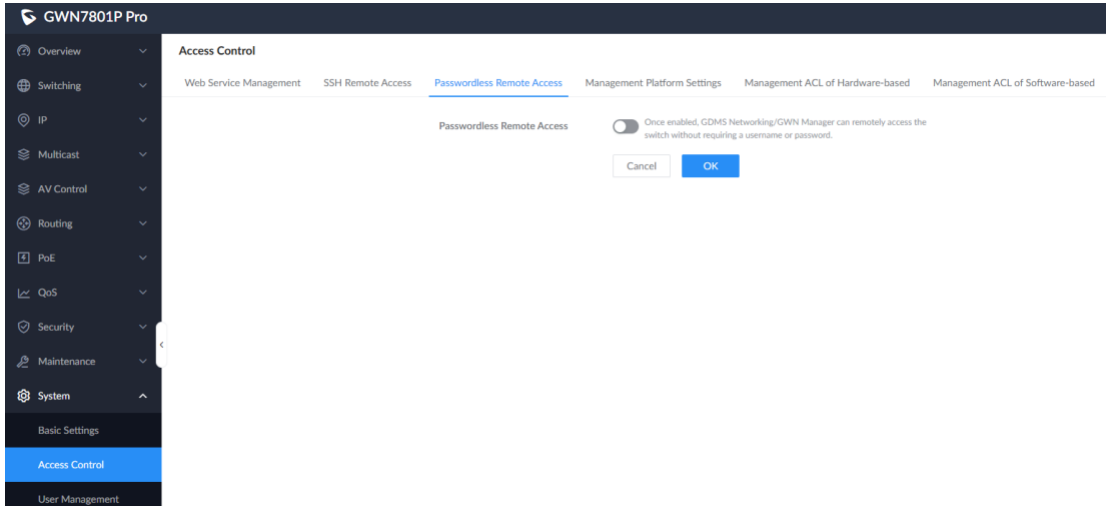 GWN7801P Pro
Overview
Switching
IP
Multicast
AV Control
Routing
PoE
QoS
Security
Maintenance
System
Basic Settings
Access Control
User Management
Access Control
Web Service Management SSH Remote Access Passwordless Remote Access Management Platform Settings Management ACL of Hardware-based Management ACL of Software-based
Passwordless Remote Access
Once enabled, GDMS Networking/GWN Manager can remotely access the
switch without requiring a username or password.
Cancel OK